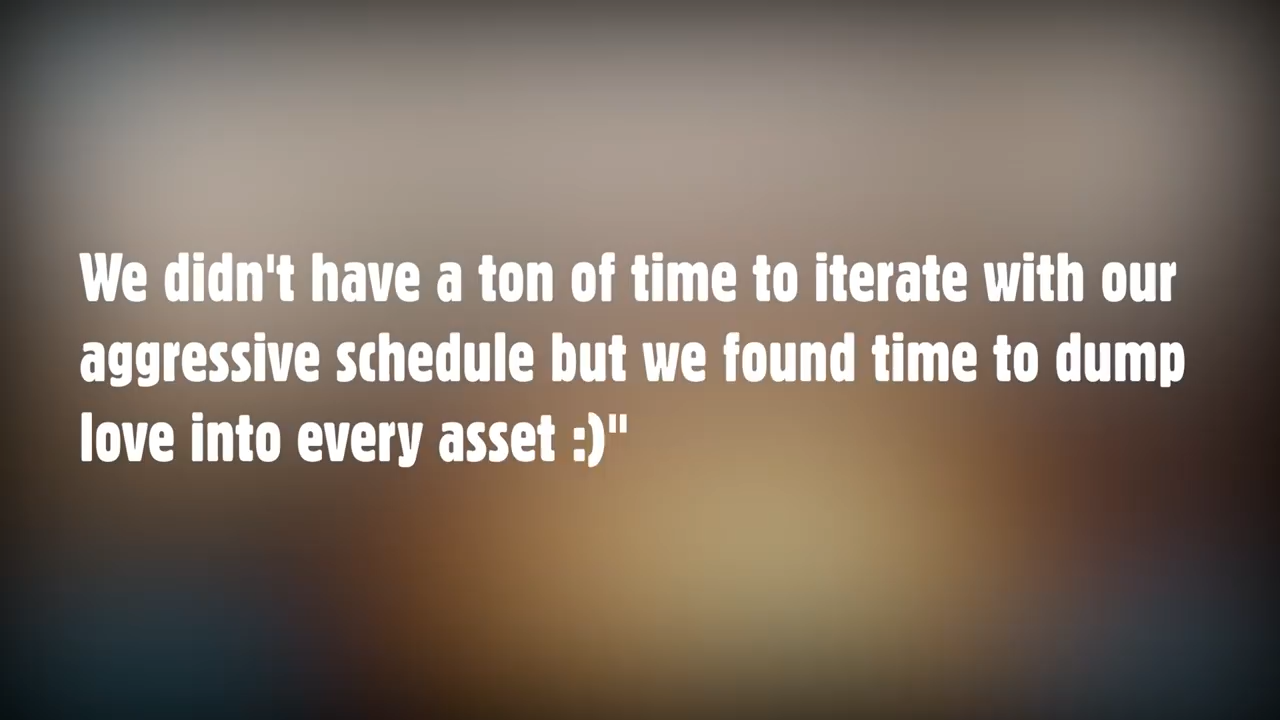 We didn't have a ton of time to iterate with our
aggressive schedule but we found time to dump
love into every asset :)"